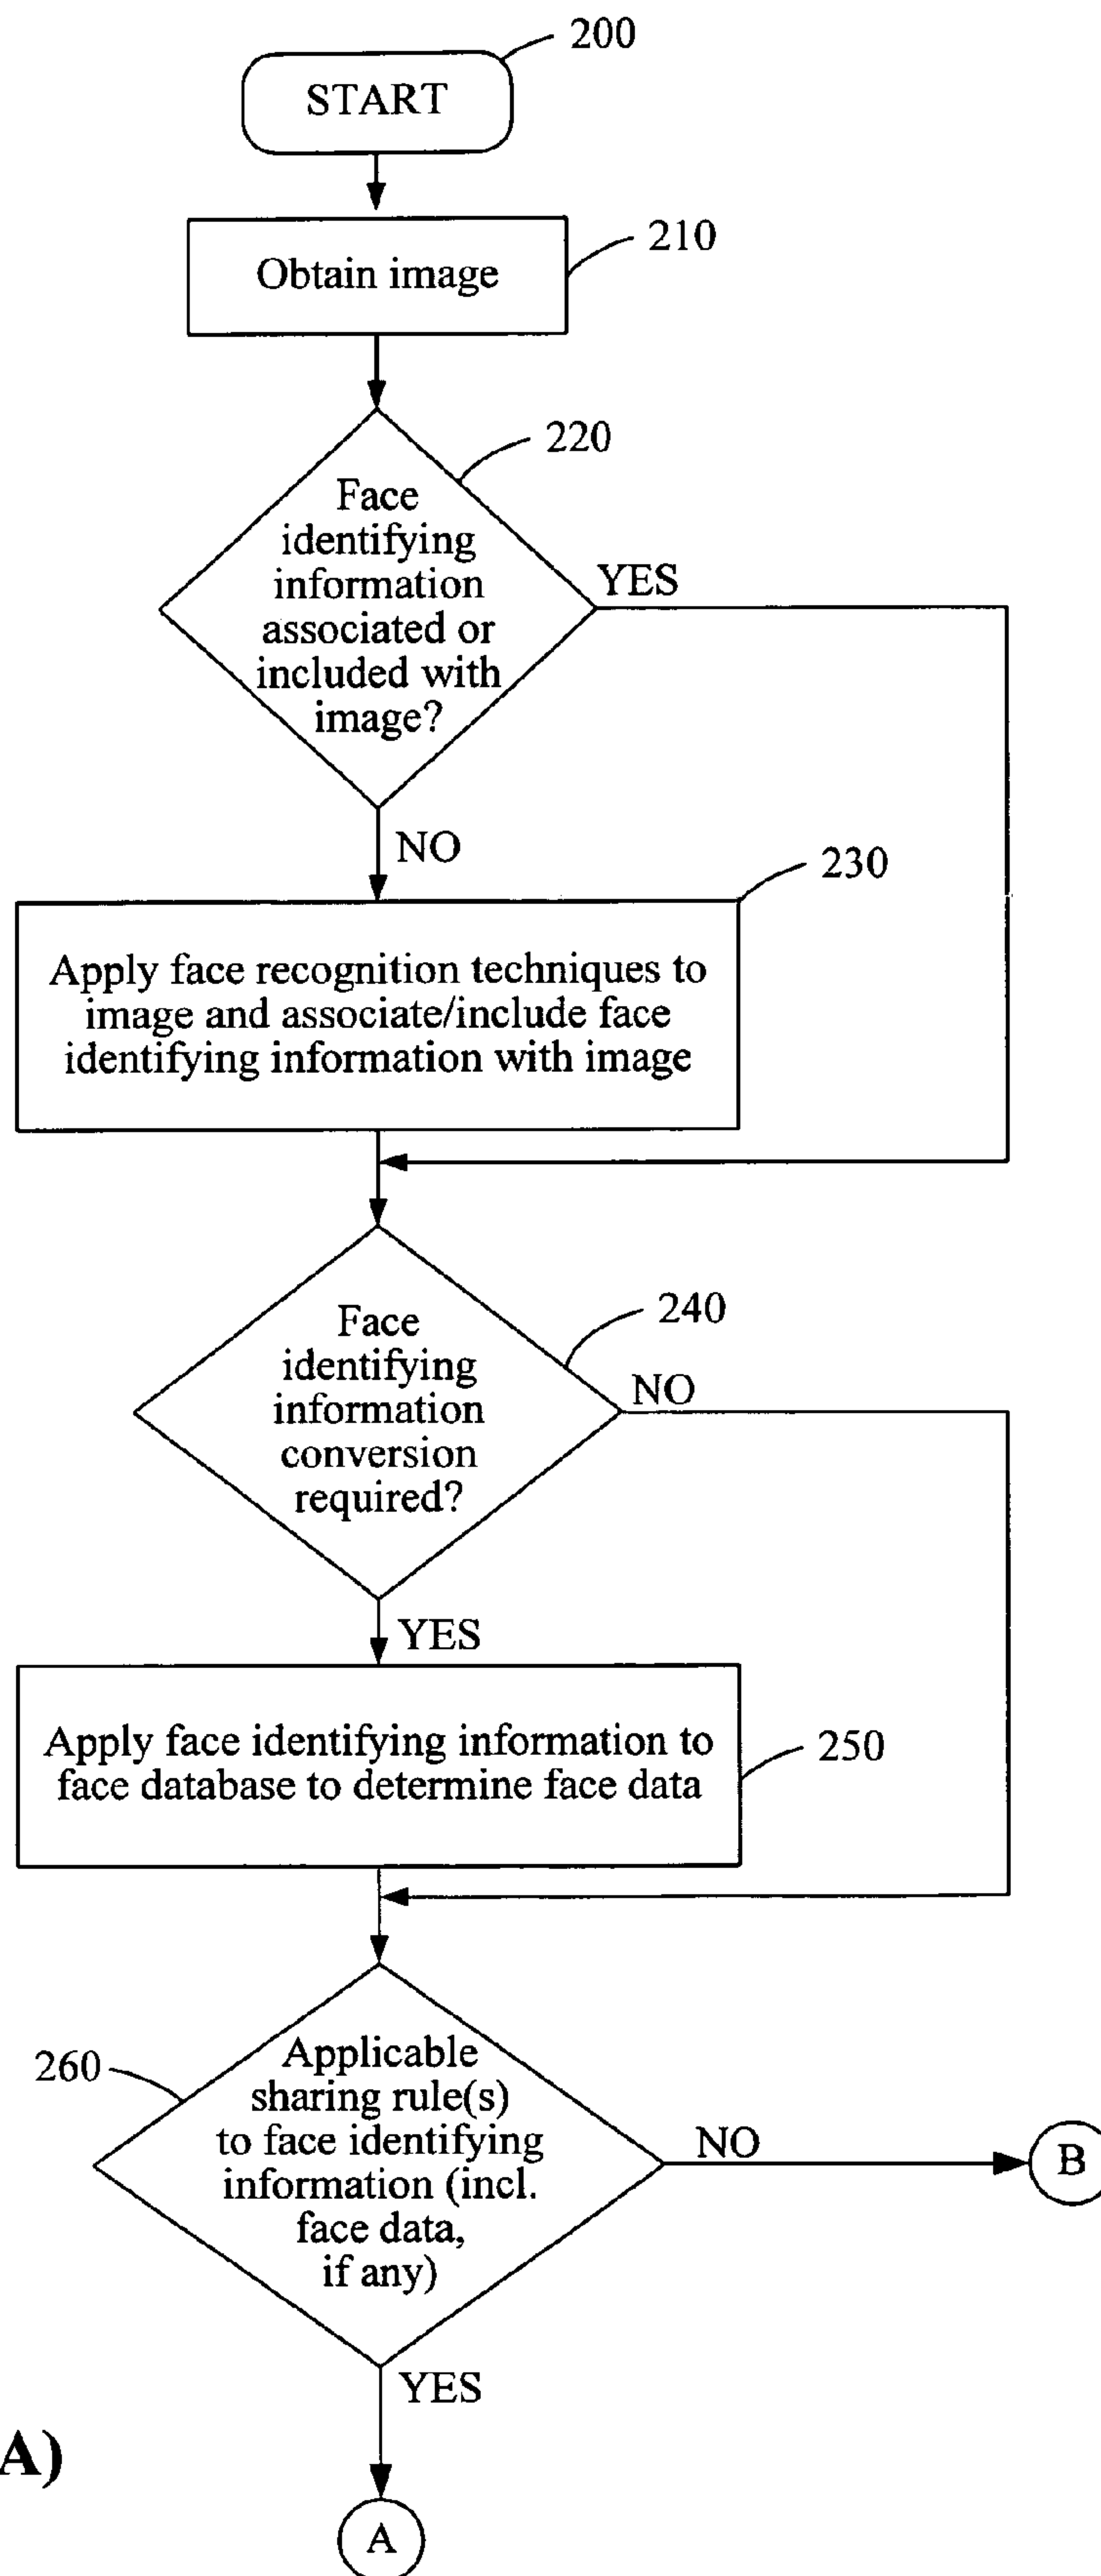 200
START
210
Obtain image
220
Face
identifying
information
associated or
included with
image?
YES
NO
230
Apply face recognition techniques to
image and associate/include face
identifying information with image
240
Face
identifying
information
conversion
required?
NO
YES
Apply face identifying information to
face database to determine face data
250
260
Applicable
sharing rule(s)
to face identifying
information (incl.
face data,
if any)
NO
B
YES
A)
A